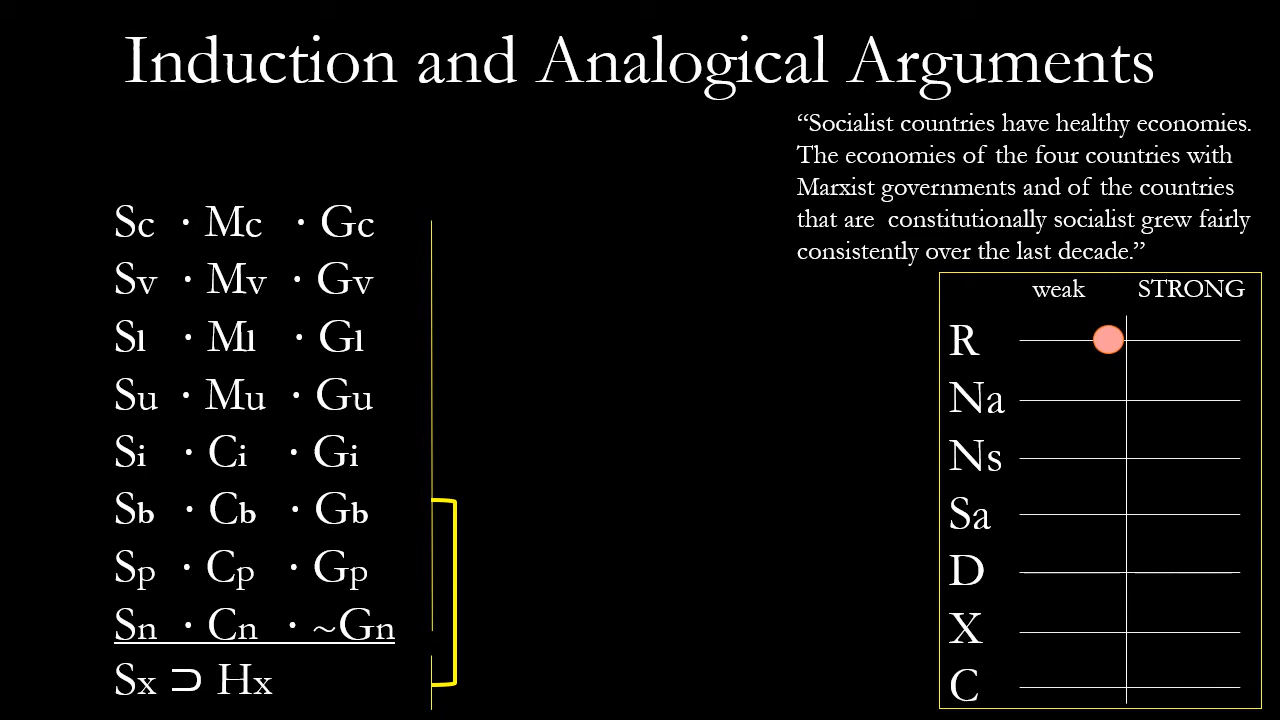 Induction and Analogical Arguments
“Socialist countries have healthy economies.
The economies of the four countries with
Marxist governments and of the countries
that are constitutionally socialist grew fairly
consistently over the last decade.”
Sc · Mc · Gc
Sv · Mv · Gv
Sl · Ml · Gl
Su · Mu · Gu
Si · Ci · Gi
Sb · Cb · Gb
Sp · Cp · Gp
Sn · Cn · ~Gn
Sx ⊃ Hx
weak STRONG
R
Na
Ns
Sa
D
X
C